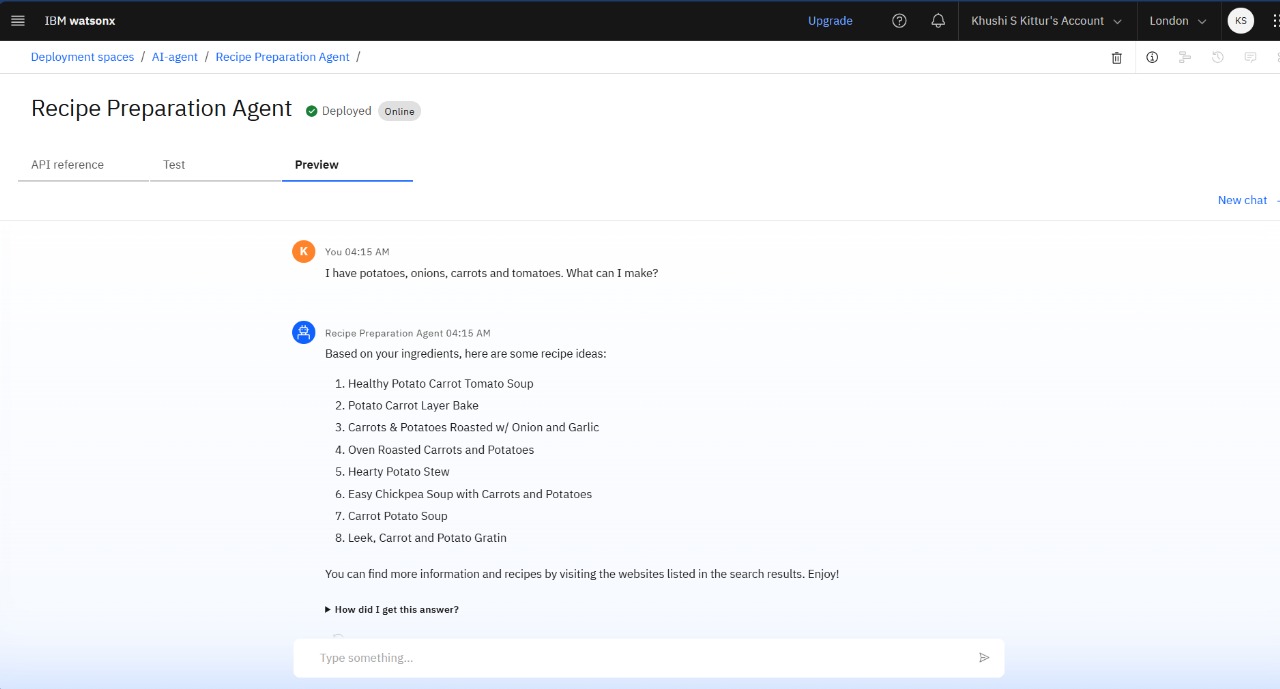 IBM watsonx
Upgrade
Khushi S Kittur's Account
London
KS
Deployment spaces / AI-agent / Recipe Preparation Agent /
Recipe Preparation Agent
Deployed
Online
API reference
Test
Preview
New chat
K
You 04:15 AM
I have potatoes, onions, carrots and tomatoes. What can I make?
Recipe Preparation Agent 04:15 AM
Based on your ingredients, here are some recipe ideas:
1. Healthy Potato Carrot Tomato Soup
2. Potato Carrot Layer Bake
3. Carrots & Potatoes Roasted w/ Onion and Garlic
4. Oven Roasted Carrots and Potatoes
5. Hearty Potato Stew
6. Easy Chickpea Soup with Carrots and Potatoes
7. Carrot Potato Soup
8. Leek, Carrot and Potato Gratin
You can find more information and recipes by visiting the websites listed in the search results. Enjoy!
How did I get this answer?
Type something...